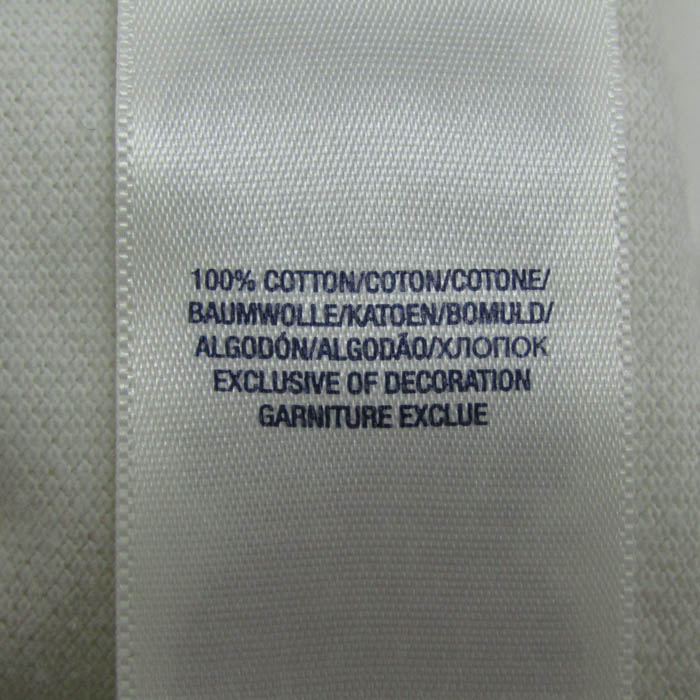 100% COTTON/COTON/COTONE/
BAUMWOLLE/KATOEN/BOMULD/
ALGODÓN/ALGODÃO/ХЛОПОК
EXCLUSIVE OF DECORATION
GARNITURE EXCLUE